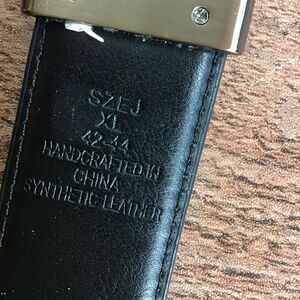 SZEJ
XL
42-44
HANDCRAFTED IN
CHINA
SYNTHETIC LEATHER